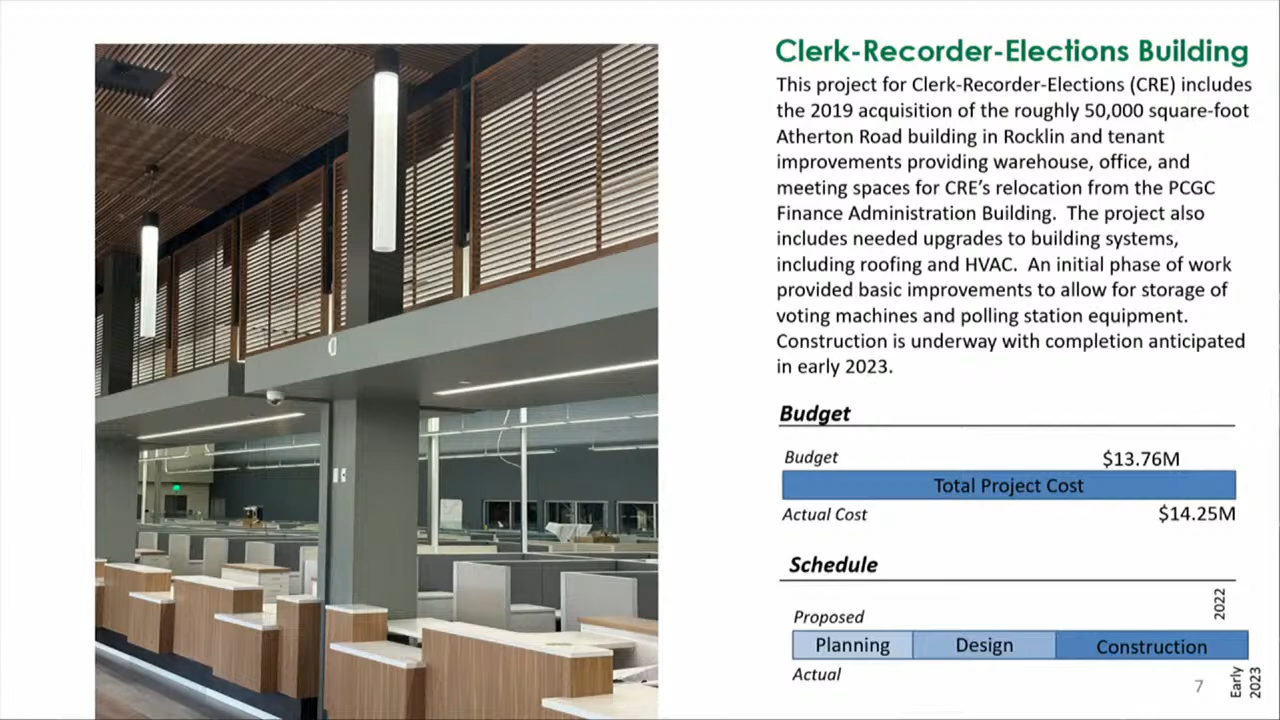 Clerk-Recorder-Elections Building
This project for Clerk-Recorder-Elections (CRE) includes
the 2019 acquisition of the roughly 50,000 square-foot
Atherton Road building in Rocklin and tenant
improvements providing warehouse, office, and
meeting spaces for CRE’s relocation from the PCGC
Finance Administration Building.  The project also
includes needed upgrades to building systems,
including roofing and HVAC.  An initial phase of work
provided basic improvements to allow for storage of
voting machines and polling station equipment.
Construction is underway with completion anticipated
in early 2023.
Budget
Budget $13.76M
Total Project Cost
Actual Cost $14.25M
Schedule
2022
Proposed
Planning Design Construction
Actual
Early
2023
7